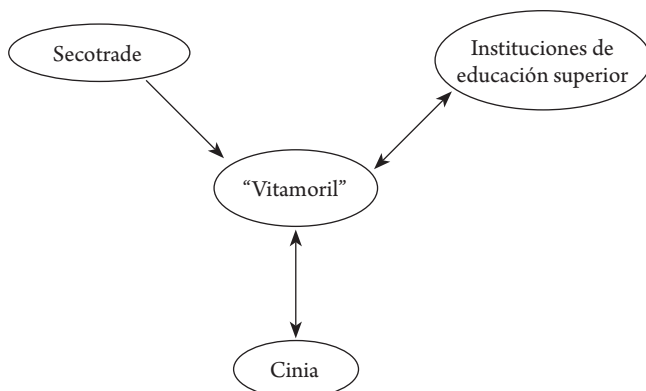 Secotrade
Instituciones de
educación superior
“Vitamoril”
Cinia